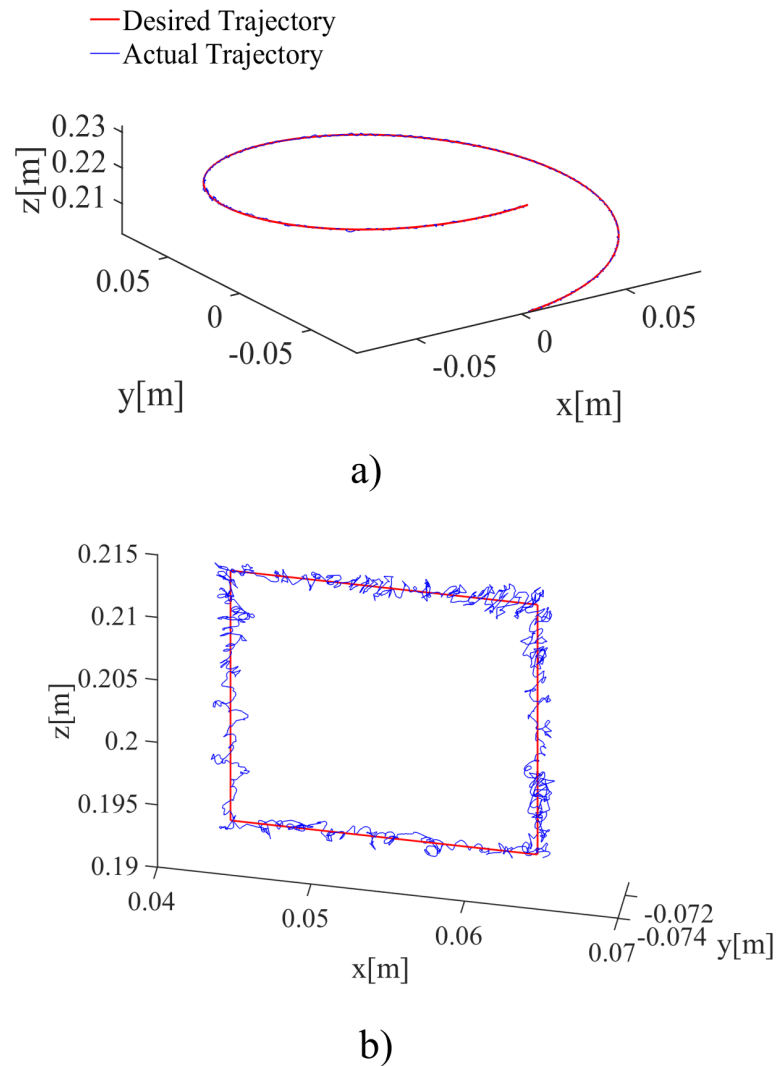 Desired Trajectory
Actual Trajectory
0.23
0.22
0.21
z[m]
0.05
0
-0.05
y[m]
-0.05
0
0.05
x[m]
a)
0.215
0.21
0.205
0.2
0.195
0.19
z[m]
0.04
0.05
0.06
0.07
x[m]
-0.072
-0.074
y[m]
b)